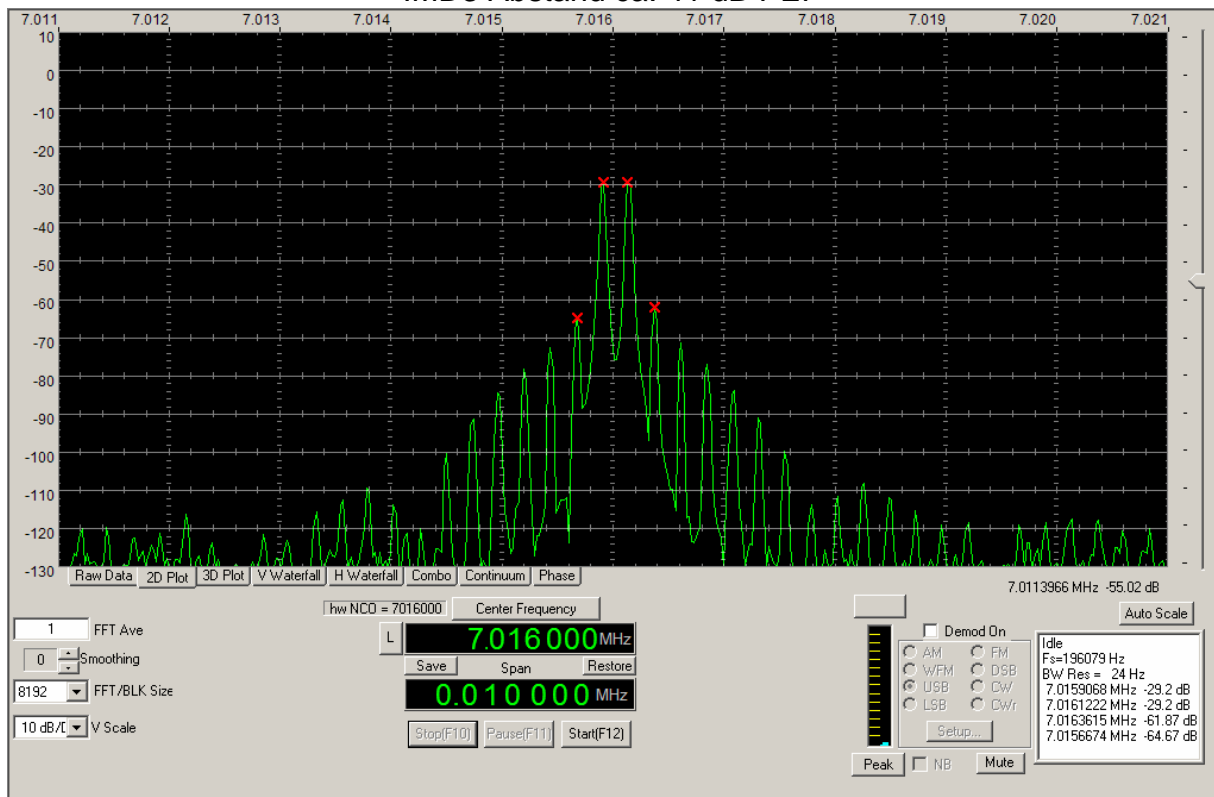 7.011 7.012 7.013 7.014 7.015 7.016 7.017 7.018 7.019 7.020 7.021
10
0
-10
-20
-30
-40
-50
-60
-70
-80
-90
-100
-110
-120
-130
Raw Data 2D Plot 3D Plot V Waterfall H Waterfall Combo Continuum Phase
7.0113966 MHz -55.02 dB
hw NCO = 7016000 Center Frequency
Auto Scale
1 FFT Ave
L 7.016 000 MHz
Demod On
0 Smoothing
Save Span Restore
AM FM
WFM DSB
USB CW
LSB CWr
Setup...
8192 FFT/BLK Size
0.010 000 MHz
10 dB/ V Scale
Stop(F10) Pause(F11) Start(F12)
Peak NB Mute
Idle
Fs=196079 Hz
BW Res = 24 Hz
7.0159068 MHz -29.2 dB
7.0161222 MHz -29.2 dB
7.0163615 MHz -61.87 dB
7.0156674 MHz -64.67 dB